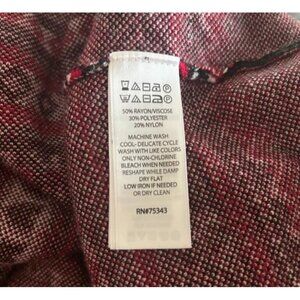 50% RAYON/VISCOSE
30% POLYESTER
20% NYLON
MACHINE WASH
COOL-DELICATE CYCLE
WASH WITH LIKE COLORS
ONLY NON-CHLORINE
BLEACH WHEN NEEDED
RESHAPE WHILE DAMP
DRY FLAT
LOW IRON IF NEEDED
OR DRY CLEAN
RN#75343